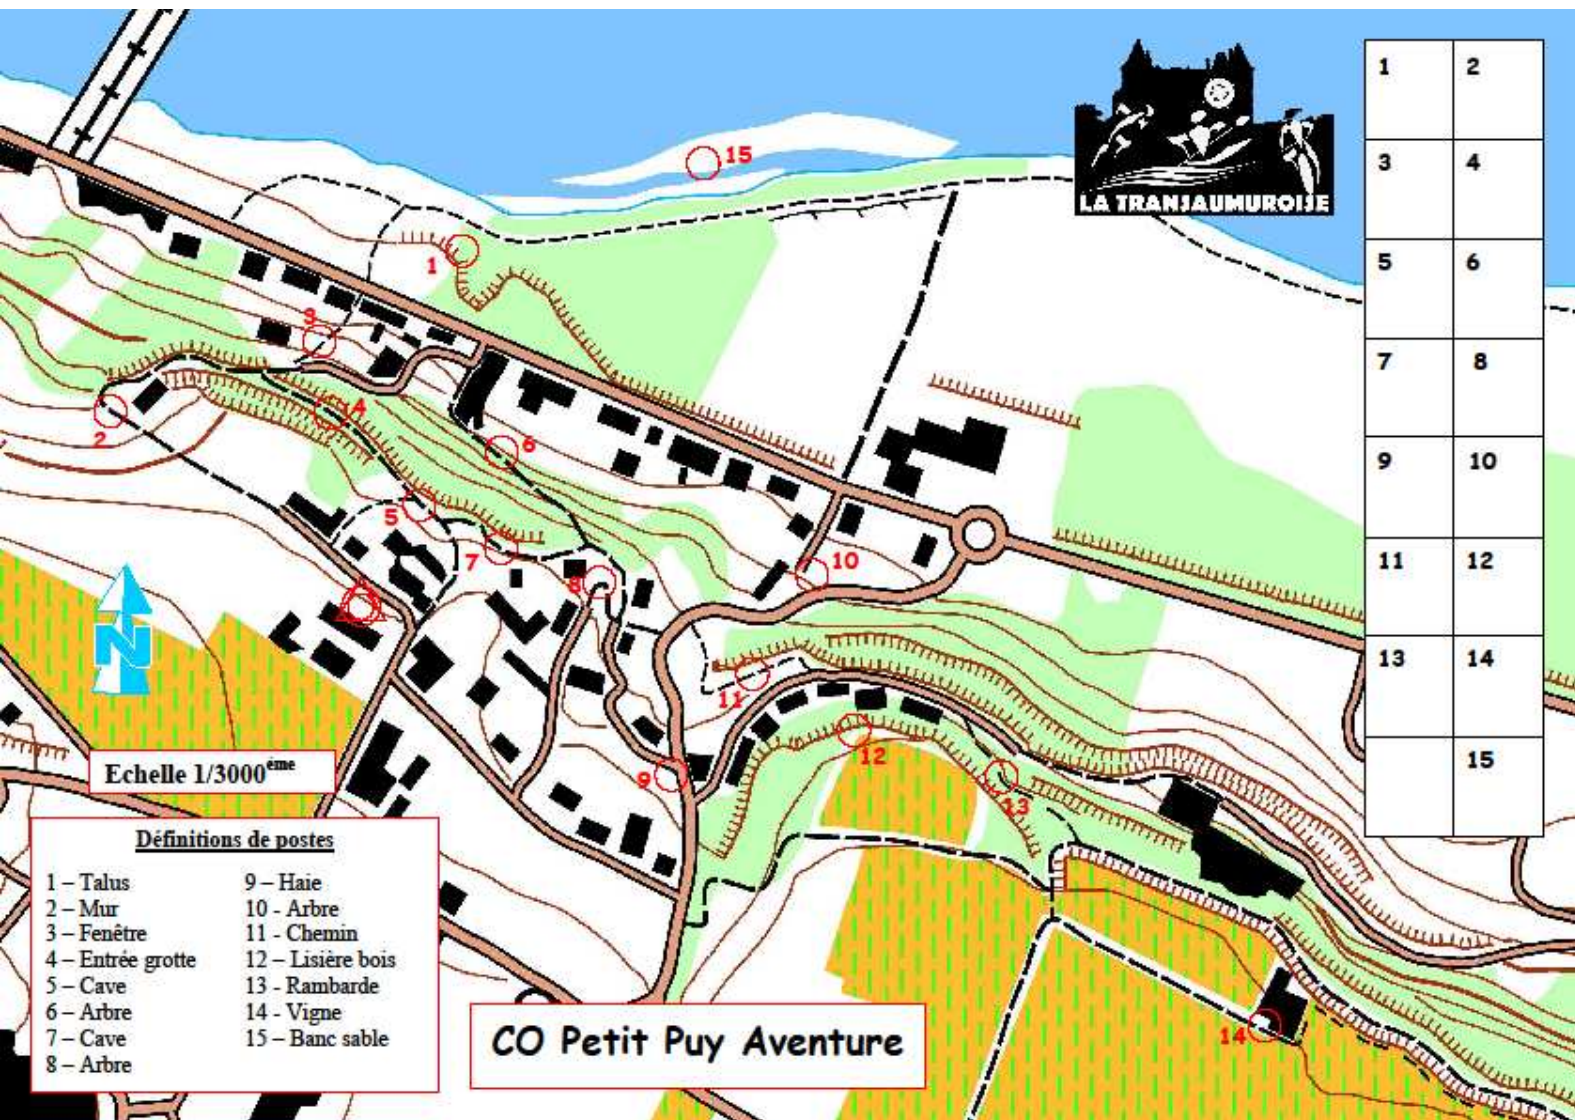 LA TRANSAUMUROISE
1 2
3 4
5 6
7 8
9 10
11 12
13 14
15
15
1
3
2
4
6
5
7
8
10
11
9
12
13
14
N
Echelle 1/3000éme
Définitions de postes
1 – Talus
2 – Mur
3 – Fenêtre
4 – Entrée grotte
5 – Cave
6 – Arbre
7 – Cave
8 – Arbre
9 – Haie
10 - Arbre
11 - Chemin
12 – Lisière bois
13 - Rambarde
14 - Vigne
15 – Banc sable
CO Petit Puy Aventure